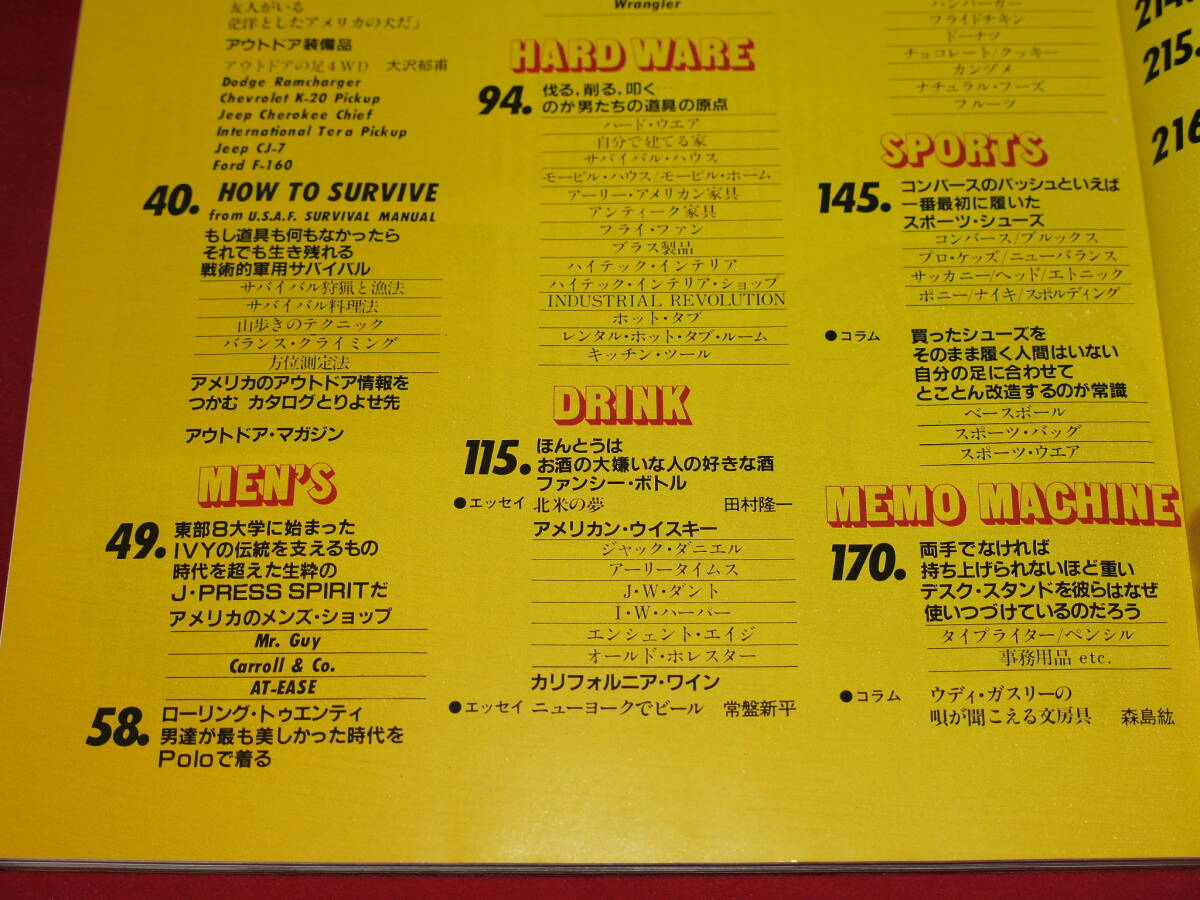 友人がいる
茫洋としたアメリカの犬だ」
アウトドア装備品
アウトドアの足4WD 大沢郁甫
Dodge Ramcharger
Chevrolet K-20 Pickup
Jeep Cherokee Chief
International Tera Pickup
Jeep CJ-7
Ford F-160
40. HOW TO SURVIVE
from U.S.A.F. SURVIVAL MANUAL
もし道具も何もなかったら
それでも生き残れる
戦術的軍用サバイバル
サバイバル狩猟と漁法
サバイバル料理法
山歩きのテクニック
バランス・クライミング
方位測定法
アメリカのアウトドア情報を
つかむ カタログとりよせ先
アウトドア・マガジン
MEN'S
49. 東部8大学に始まった
IVYの伝統を支えるもの
時代を超えた生粋の
J・PRESS SPIRITだ
アメリカのメンズ・ショップ
Mr. Guy
Carroll & Co.
AT-EASE
58. ローリング・トゥエンティ
男達が最も美しかった時代を
Poloで着る
Wrangler
HARD WARE
94. 伐る,削る,叩く…
のが男たちの道具の原点
ハード・ウエア
自分で建てる家
サバイバル・ハウス
モービル・ハウス/モービル・ホーム
アーリー・アメリカン家具
アンティーク家具
フライ・ファン
ブラス製品
ハイテック・インテリア
ハイテック・インテリア・ショップ
INDUSTRIAL REVOLUTION
ホット・タブ
レンタル・ホット・タブ・ルーム
キッチン・ツール
DRINK
115. ほんとうは
お酒の大嫌いな人の好きな酒
ファンシー・ボトル
●エッセイ 北米の夢 田村隆一
アメリカン・ウイスキー
ジャック・ダニエル
アーリータイムス
J・W・ダント
I・W・ハーパー
エンシェント・エイジ
オールド・ホレスター
カリフォルニア・ワイン
●エッセイ ニューヨークでビール 常盤新平
ハンバーガー
フライドチキン
ドーナツ
チョコレート/クッキー
カンヅメ
ナチュラル・フーズ
フルーツ
SPORTS
145. コンバースのバッシュといえば
一番最初に履いた
スポーツ・シューズ
コンバース/ブルックス
プロ・ケッズ/ニューバランス
サッカニー/ヘッド/エトニック
ポニー/ナイキ/スポルディング
●コラム 買ったシューズを
そのまま履く人間はいない
自分の足に合わせて
とことん改造するのが常識
ベースボール
スポーツ・バッグ
スポーツ・ウエア
MEMO MACHINE
170. 両手でなければ
持ち上げられないほど重い
デスク・スタンドを彼らはなぜ
使いつづけているのだろう
タイプライター/ペンシル
事務用品 etc.
●コラム ウディ・ガスリーの
唄が聞こえる文房具 森島紘
214.
215.
216